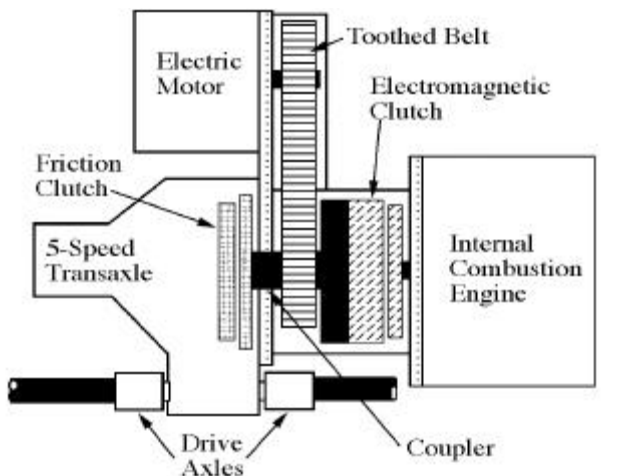 Toothed Belt
Electric
Motor
Electromagnetic
Clutch
Friction
Clutch
5-Speed
Transaxle
Internal
Combustion
Engine
Drive
Axles
Coupler